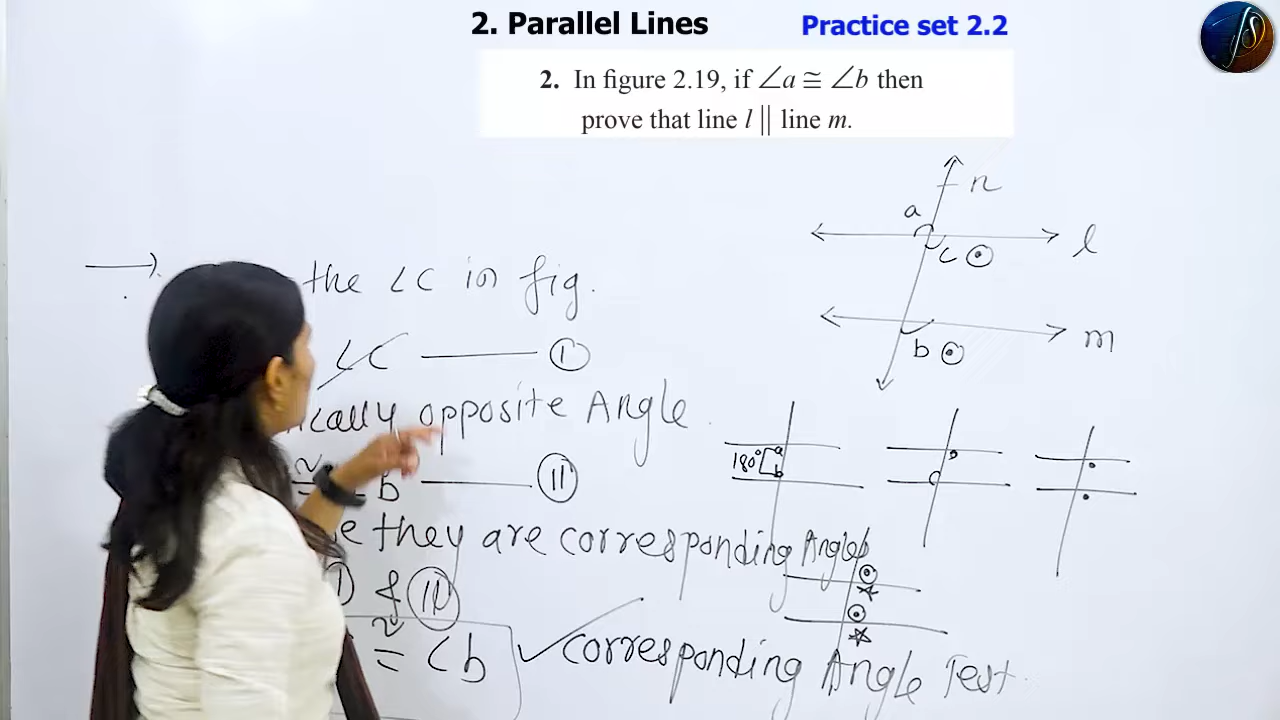 2. Parallel Lines
Practice set 2.2
2. In figure 2.19, if ∠a ≅ ∠b then
prove that line l || line m.
n
a
c
l
b
m
the ∠C in fig.
∠C —— I
opposite Angle
≅ b —— II
they are corresponding Angles
I & II
≅ ∠b
corresponding Angle Test
180°
a
b